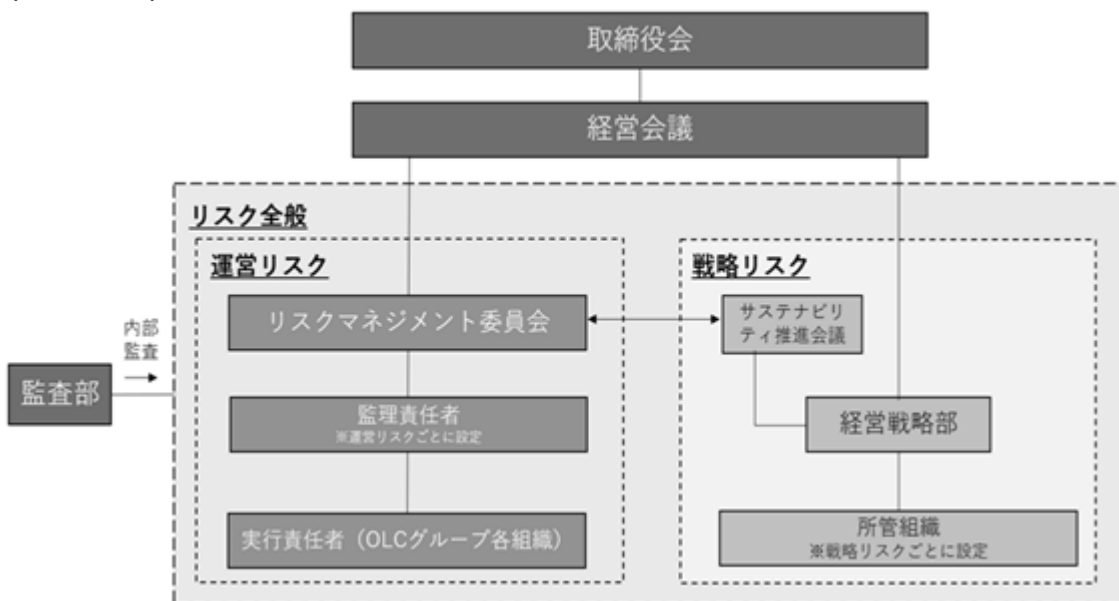 取締役会
経営会議
リスク全般
運営リスク
戦略リスク
リスクマネジメント委員会
サステナビリ
ティ推進会議
内部
監査
監査部
監理責任者
※運営リスクごとに設定
経営戦略部
実行責任者（OLCグループ各組織）
所管組織
※戦略リスクごとに設定